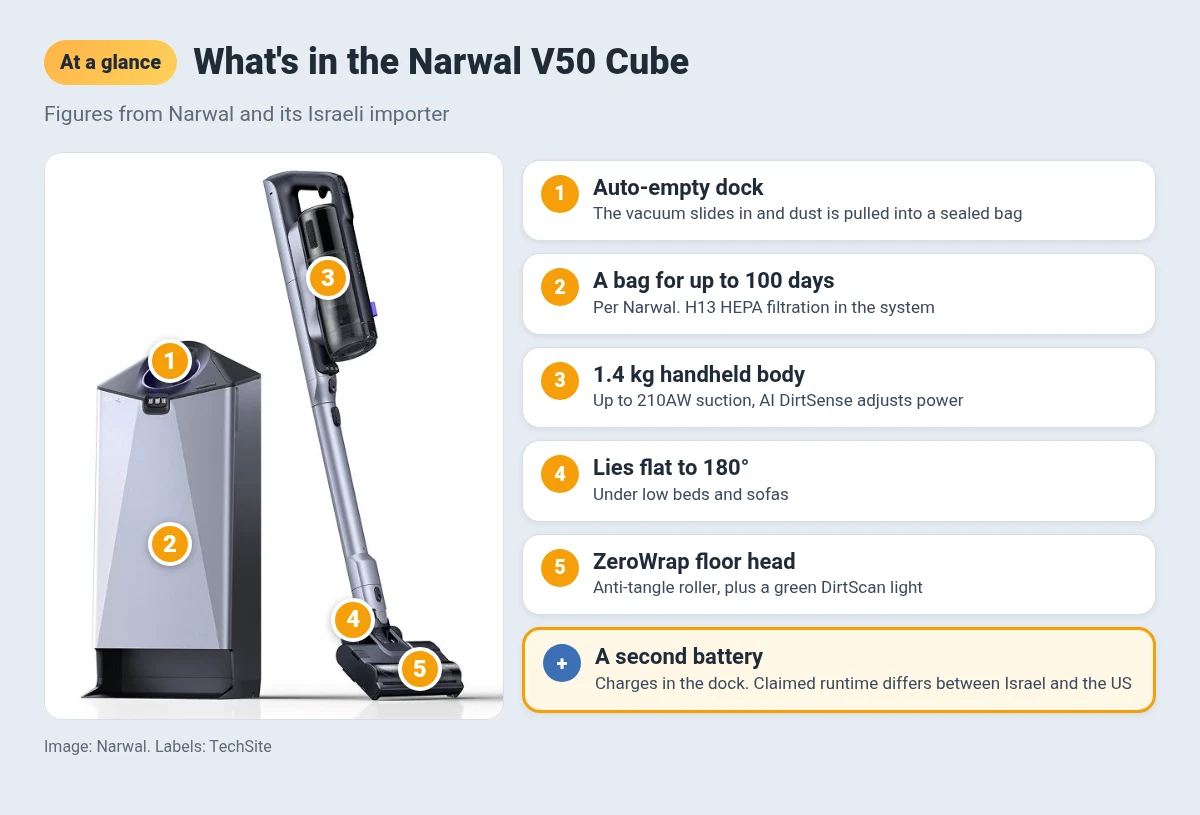 At a glance
What's in the Narwal V50 Cube
Figures from Narwal and its Israeli importer
1
2
3
4
5
1
Auto-empty dock
The vacuum slides in and dust is pulled into a sealed bag
2
A bag for up to 100 days
Per Narwal. H13 HEPA filtration in the system
3
1.4 kg handheld body
Up to 210AW suction, AI DirtSense adjusts power
4
Lies flat to 180°
Under low beds and sofas
5
ZeroWrap floor head
Anti-tangle roller, plus a green DirtScan light
+
A second battery
Charges in the dock. Claimed runtime differs between Israel and the US
Image: Narwal. Labels: TechSite